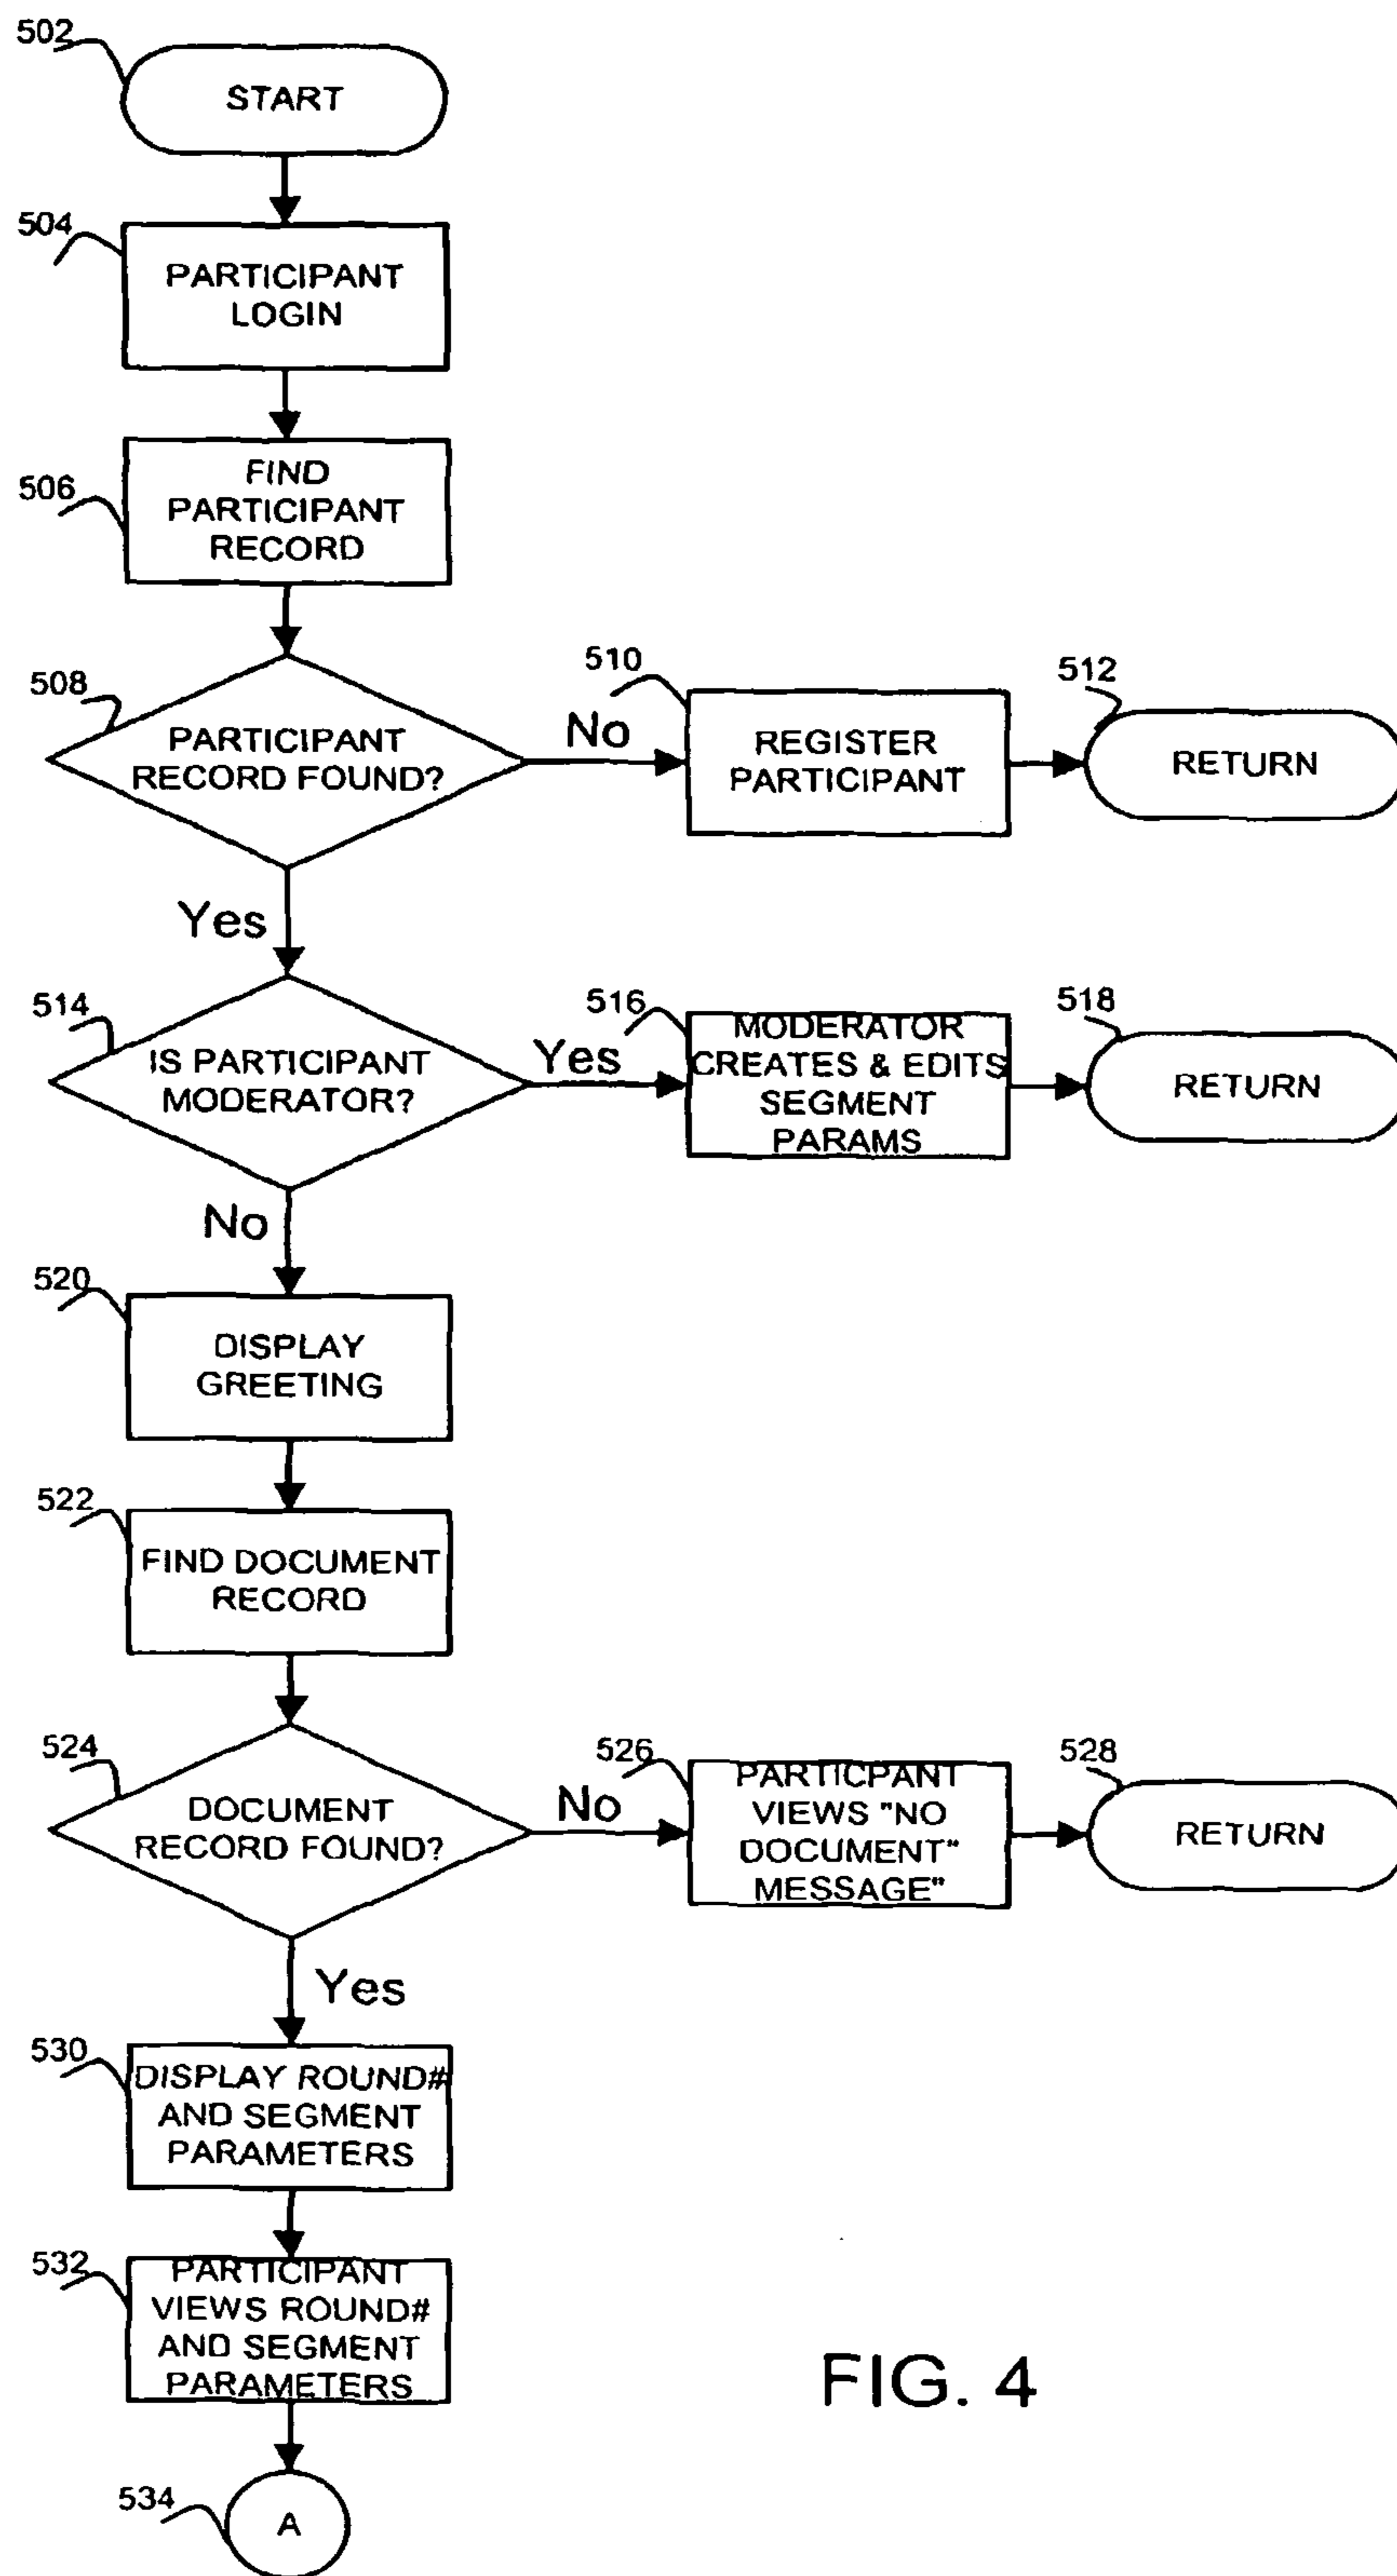 502
START
504
PARTICIPANT
LOGIN
506
FIND
PARTICIPANT
RECORD
508
PARTICIPANT
RECORD FOUND?
No
510
REGISTER
PARTICIPANT
512
RETURN
Yes
514
IS PARTICIPANT
MODERATOR?
Yes
516
MODERATOR
CREATES & EDITS
SEGMENT
PARAMS
518
RETURN
No
520
DISPLAY
GREETING
522
FIND DOCUMENT
RECORD
524
DOCUMENT
RECORD FOUND?
No
526
PARTICPANT
VIEWS "NO
DOCUMENT"
MESSAGE"
528
RETURN
Yes
530
DISPLAY ROUND#
AND SEGMENT
PARAMETERS
532
PARTICIPANT
VIEWS ROUND#
AND SEGMENT
PARAMETERS
534
A
FIG. 4